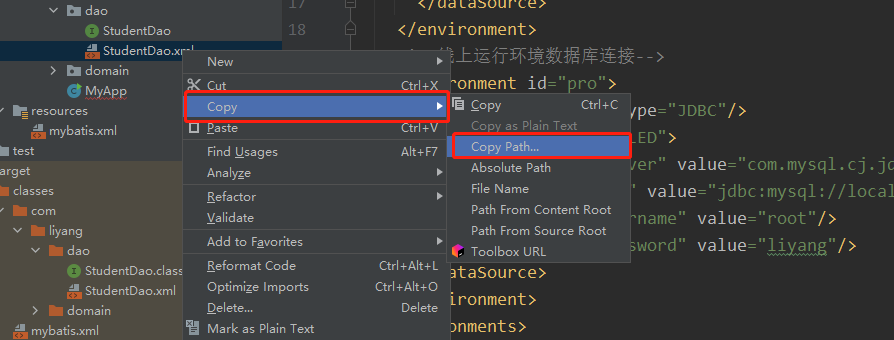 dao
StudentDao
StudentDao.xml
domain
MyApp
resources
mybatis.xml
test
arget
classes
com
liyang
dao
StudentDao.class
StudentDao.xml
domain
mybatis.xml
New
Cut Ctrl+X
Copy
Paste Ctrl+V
Find Usages Alt+F7
Analyze
Refactor
Validate
Add to Favorites
Reformat Code Ctrl+Alt+L
Optimize Imports Ctrl+Alt+O
Delete... Delete
Mark as Plain Text
Copy Ctrl+C
Copy as Plain Text
Copy Path...
Absolute Path
File Name
Path From Content Root
Path From Source Root
Toolbox URL
17 </dataSource>
18 </environment>
线上运行环境数据库连接-->
ronment id="pro">
ype="JDBC"/>
LED">
ver" value="com.mysql.cj.jd
" value="jdbc:mysql://local
rname" value="root"/>
sword" value="liyang"/>
dataSource>
ronment>
onments>